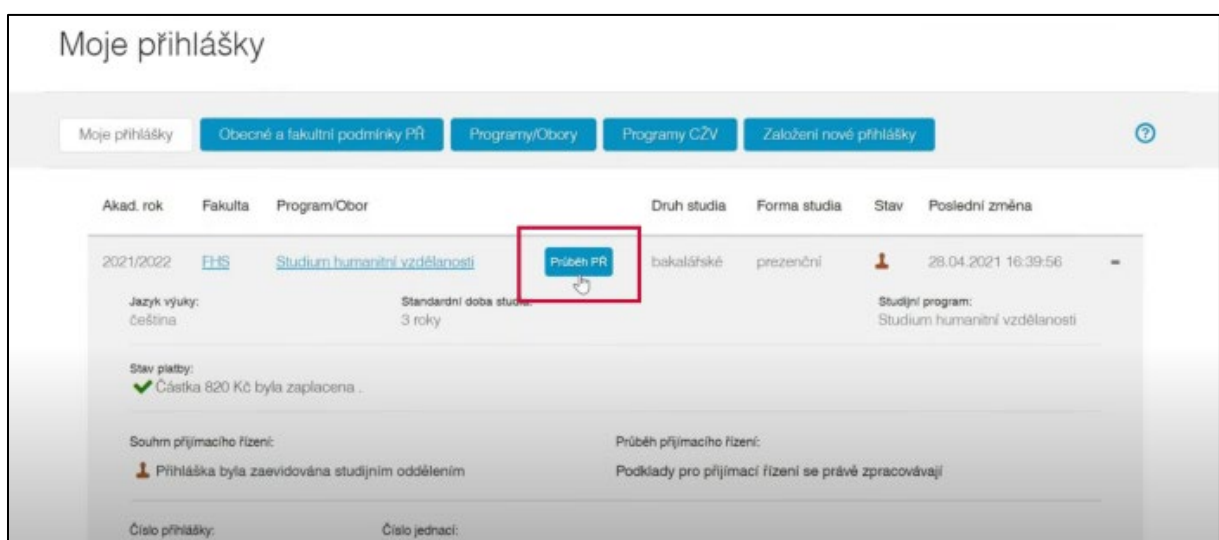 Moje přihlášky
Moje přihlášky Obecné a fakultní podmínky PŘ Programy/Obory Programy CŽV Založení nové přihlášky ?
Akad. rok Fakulta Program/Obor Druh studia Forma studia Stav Poslední změna
2021/2022 FHS Studium humanitní vzdělanosti Průběh PŘ bakalářské prezenční 28.04.2021 16:39:56 -
Jazyk výuky: Standardní doba studia: Studijní program:
čeština 3 roky Studium humanitní vzdělanosti
Stav platby:
Částka 820 Kč byla zaplacena .
Souhrn přijímacího řízení: Průběh přijímacího řízení:
Přihláška byla zaevidována studijním oddělením Podklady pro přijímací řízení se právě zpracovávají
Číslo přihlášky: Číslo jednací: